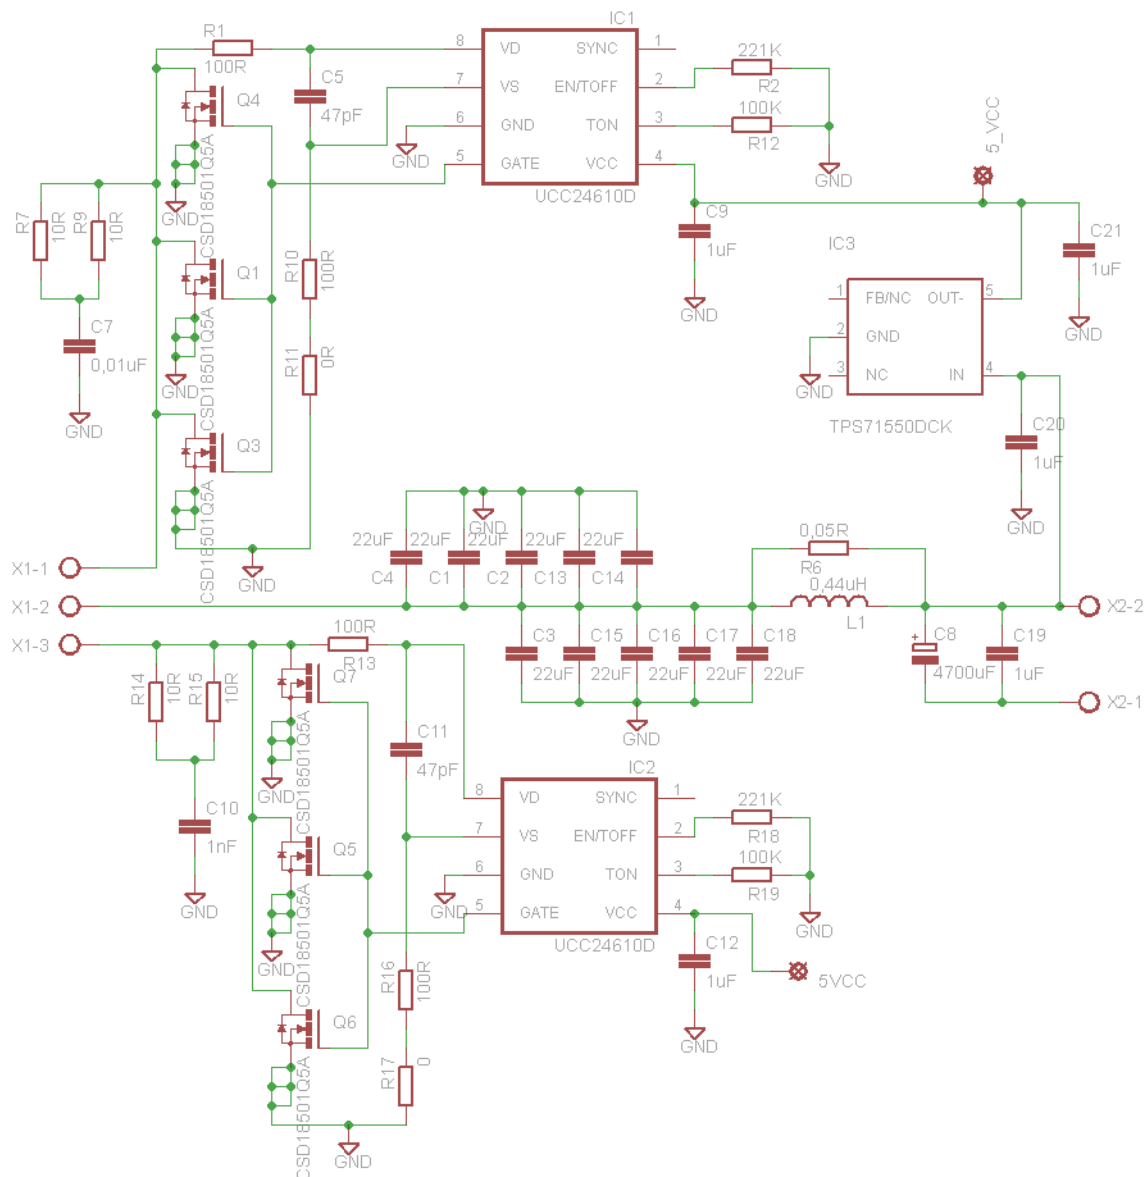 IC1
R1
100R
8 VD SYNC 1
7 VS EN/TOFF 2
6 GND TON 3
5 GATE VCC 4
UCC24610D
C5
47pF
Q4
CSD18501Q5A
GND
GND
221K
R2
100K
R12
GND
5_VCC
R7
10R
R9
10R
C7
0,01uF
GND
Q1
CSD18501Q5A
GND
R10
100R
R11
0R
Q3
CSD18501Q5A
GND
C9
1uF
GND
IC3
1 FB/NC OUT- 5
2 GND
3 NC IN 4
TPS71550DCK
GND
C21
1uF
GND
C20
1uF
GND
GND
22uF
22uF
22uF
22uF
22uF
C4
C1
C2
C13
C14
0,05R
R6
0,44uH
L1
X1-1
X1-2
X1-3
X2-2
X2-1
C3
C15
C16
C17
C18
22uF
22uF
22uF
22uF
22uF
GND
C8
+
4700uF
C19
1uF
100R
R13
R14
10R
R15
10R
C10
1nF
GND
Q7
CSD18501Q5A
GND
C11
47pF
IC2
8 VD SYNC 1
7 VS EN/TOFF 2
6 GND TON 3
5 GATE VCC 4
UCC24610D
GND
221K
R18
100K
R19
GND
Q5
CSD18501Q5A
GND
C12
1uF
GND
5VCC
R16
100R
R17
0
Q6
CSD18501Q5A
GND